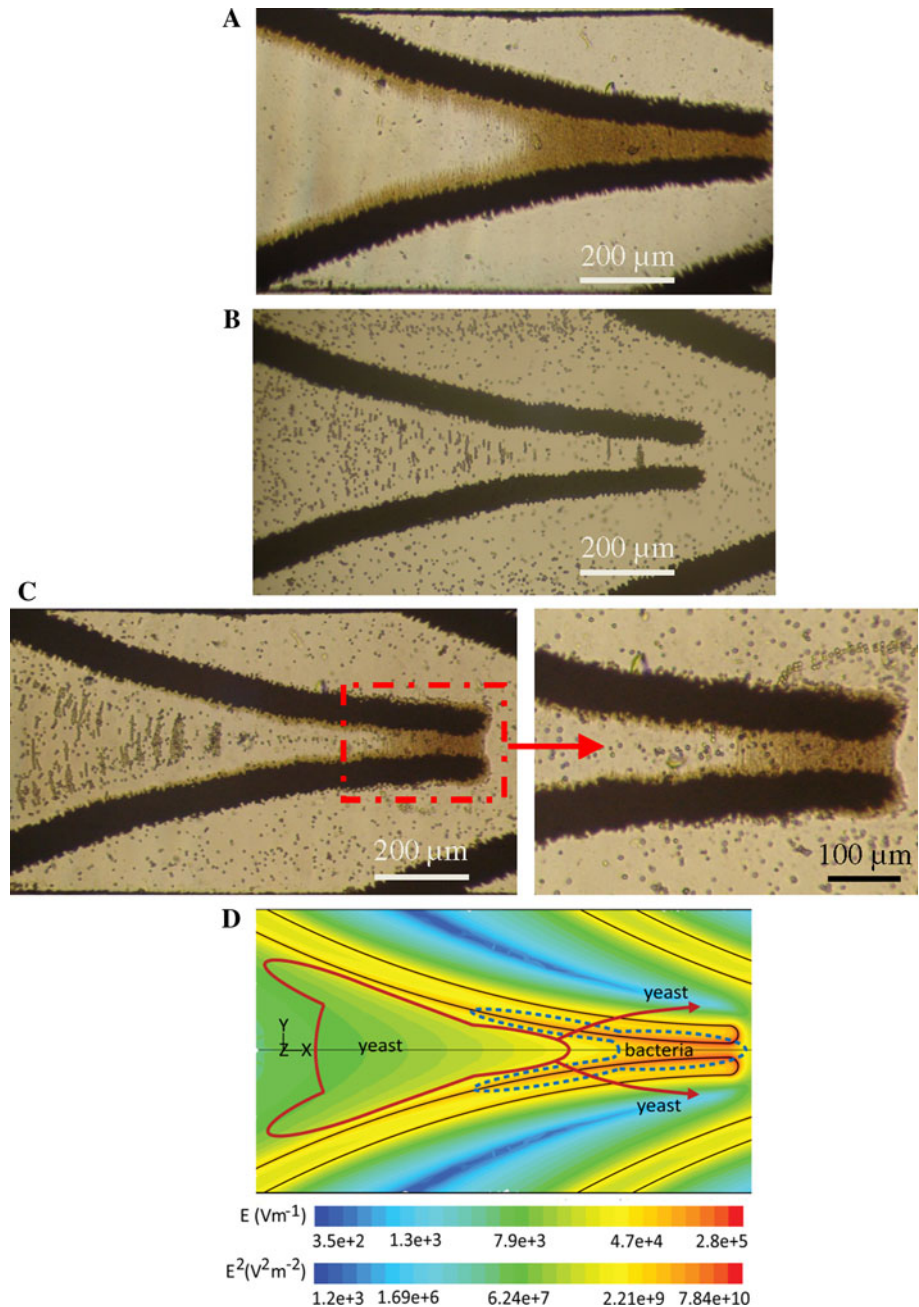 A
200 µm
B
200 µm
C
200 µm
100 µm
D
yeast
Y
Z X
yeast
bacteria
yeast
E (Vm⁻¹)
3.5e+2 1.3e+3 7.9e+3 4.7e+4 2.8e+5
E²(V²m⁻²)
1.2e+3 1.69e+6 6.24e+7 2.21e+9 7.84e+10